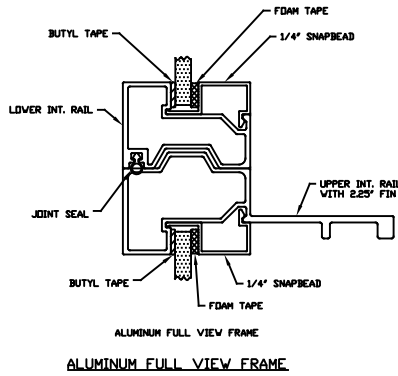 FOAM TAPE
BUTYL TAPE
1/4" SNAPBEAD
LOWER INT. RAIL
UPPER INT. RAIL
WITH 2.25" FIN
JOINT SEAL
BUTYL TAPE
1/4" SNAPBEAD
FOAM TAPE
ALUMINUM FULL VIEW FRAME
ALUMINUM FULL VIEW FRAME